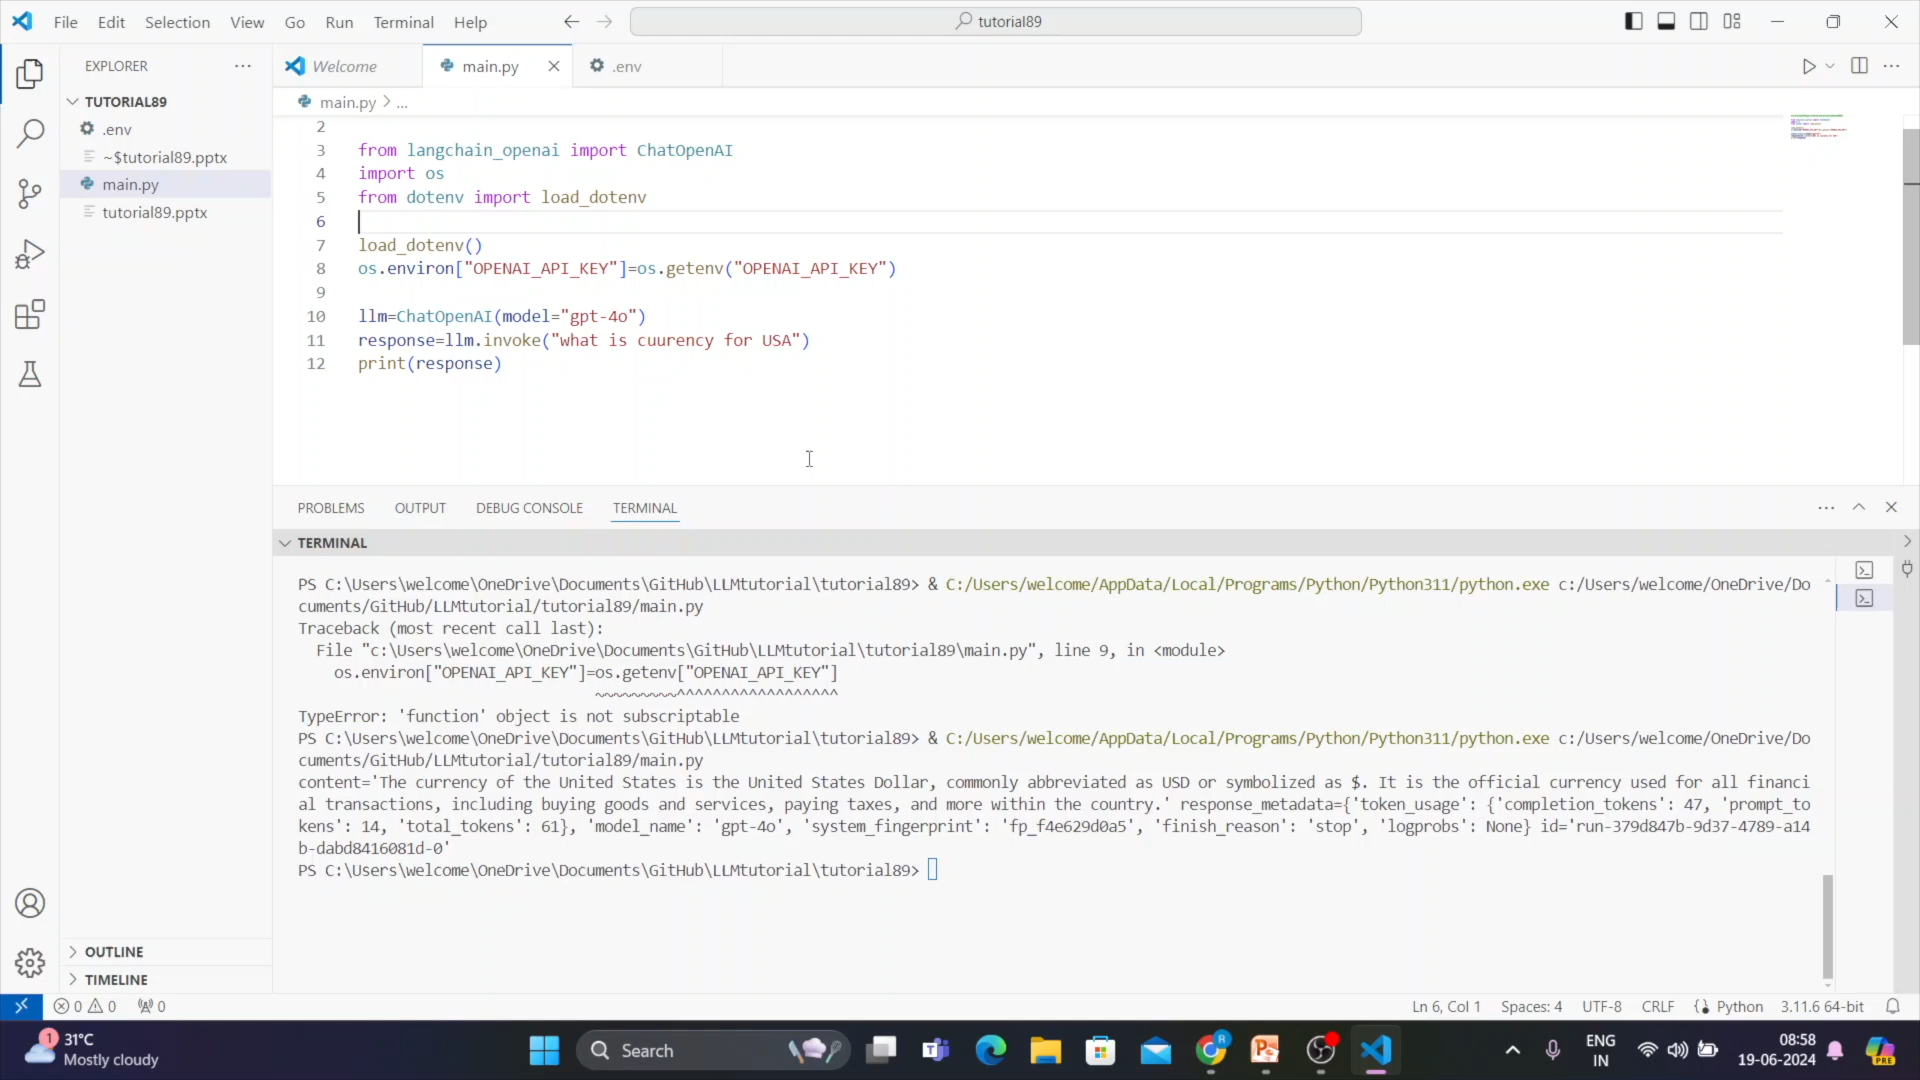 File Edit Selection View Go Run Terminal Help tutorial89
EXPLORER
Welcome main.py .env
TUTORIAL89
main.py > ...
.env
~$tutorial89.pptx
main.py
tutorial89.pptx
2
3 from langchain_openai import ChatOpenAI
4 import os
5 from dotenv import load_dotenv
6
7 load_dotenv()
8 os.environ["OPENAI_API_KEY"]=os.getenv("OPENAI_API_KEY")
9
10 llm=ChatOpenAI(model="gpt-4o")
11 response=llm.invoke("what is cuurency for USA")
12 print(response)
PROBLEMS OUTPUT DEBUG CONSOLE TERMINAL
TERMINAL
PS C:\Users\welcome\OneDrive\Documents\GitHub\LLMtutorial\tutorial89> & C:/Users/welcome/AppData/Local/Programs/Python/Python311/python.exe c:/Users/welcome/OneDrive/Do
cuments/GitHub/LLMtutorial/tutorial89/main.py
Traceback (most recent call last):
File "c:\Users\welcome\OneDrive\Documents\GitHub\LLMtutorial\tutorial89\main.py", line 9, in <module>
os.environ["OPENAI_API_KEY"]=os.getenv["OPENAI_API_KEY"]
~~~~~~~~~^^^^^^^^^^^^^^^^^^
TypeError: 'function' object is not subscriptable
PS C:\Users\welcome\OneDrive\Documents\GitHub\LLMtutorial\tutorial89> & C:/Users/welcome/AppData/Local/Programs/Python/Python311/python.exe c:/Users/welcome/OneDrive/Do
cuments/GitHub/LLMtutorial/tutorial89/main.py
content='The currency of the United States is the United States Dollar, commonly abbreviated as USD or symbolized as $. It is the official currency used for all financi
al transactions, including buying goods and services, paying taxes, and more within the country.' response_metadata={'token_usage': {'completion_tokens': 47, 'prompt_to
kens': 14, 'total_tokens': 61}, 'model_name': 'gpt-4o', 'system_fingerprint': 'fp_f4e629d0a5', 'finish_reason': 'stop', 'logprobs': None} id='run-379d847b-9d37-4789-a14
b-dabd8416081d-0'
PS C:\Users\welcome\OneDrive\Documents\GitHub\LLMtutorial\tutorial89>
OUTLINE
TIMELINE
0 0 0 Ln 6, Col 1 Spaces: 4 UTF-8 CRLF Python 3.11.6 64-bit
1 31°C
Mostly cloudy
Search
ENG
IN
08:58
19-06-2024
PRE